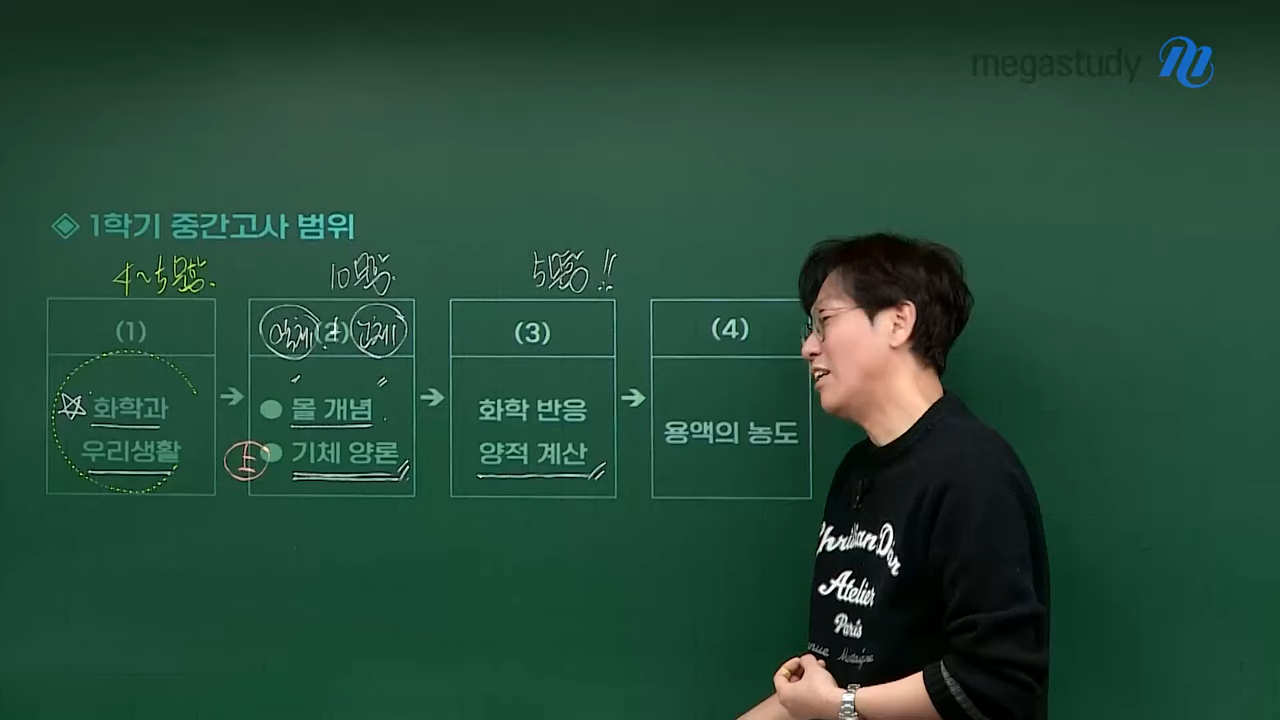 megastudy
◈ 1학기 중간고사 범위
4~5문항. 10문항. 5문항!!
(1)
화학과
우리생활
액체 + 고체
(2)
몰 개념
上 기체 양론
(3)
화학 반응
양적 계산
(4)
용액의 농도
Christian Dior
Atelier
Paris
Montaigne